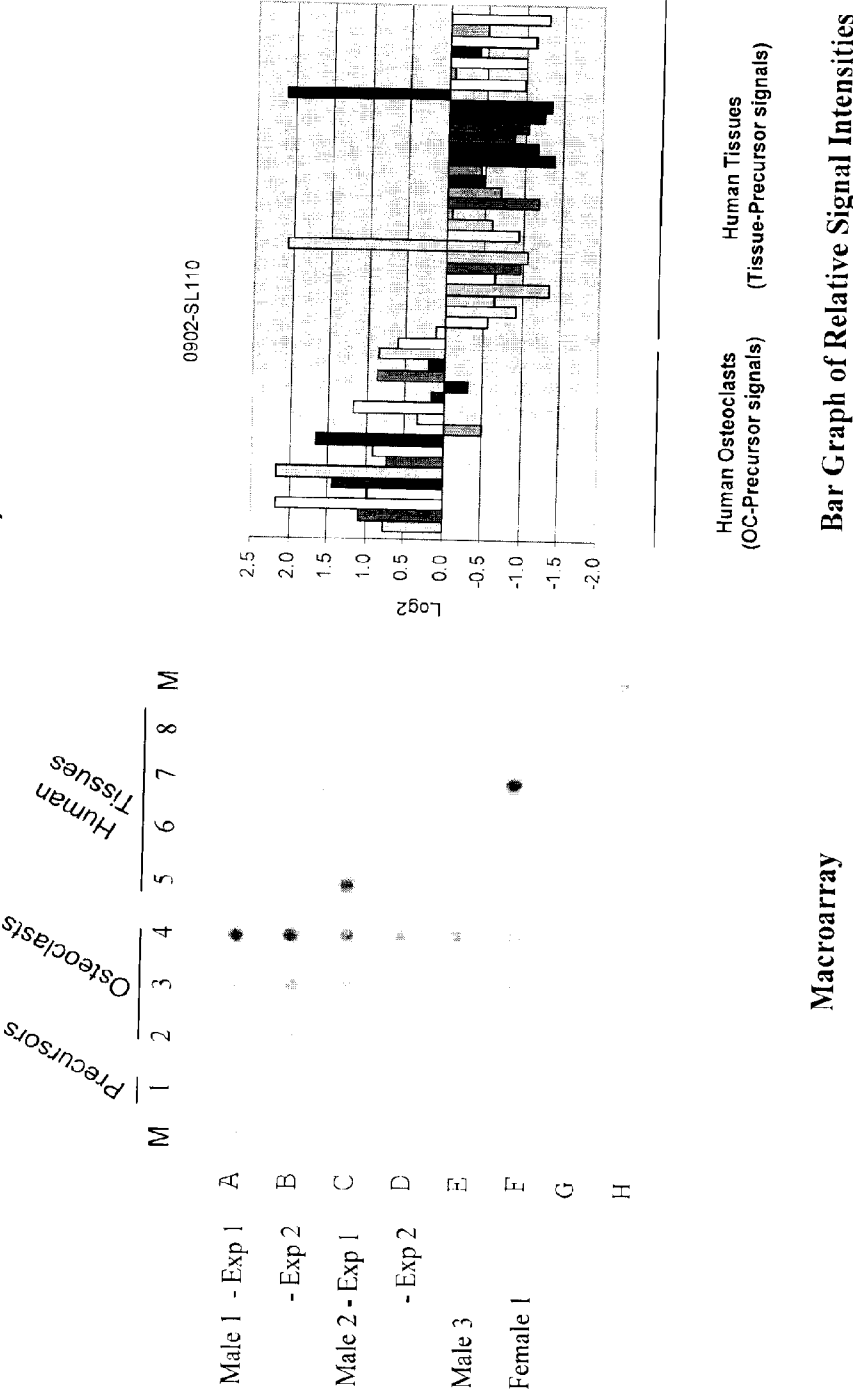 Precursors
Osteoclasts
Human
Tissues
M 1 2 3 4 5 6 7 8 M
Male 1 - Exp 1 A
- Exp 2 B
Male 2 - Exp 1 C
- Exp 2 D
Male 3 E
Female 1 F
G
H
Macroarray
0902-SL110
Log2
2.5
2.0
1.5
1.0
0.5
0.0
-0.5
-1.0
-1.5
-2.0
Human Osteoclasts
(OC-Precursor signals)
Human Tissues
(Tissue-Precursor signals)
Bar Graph of Relative Signal Intensities